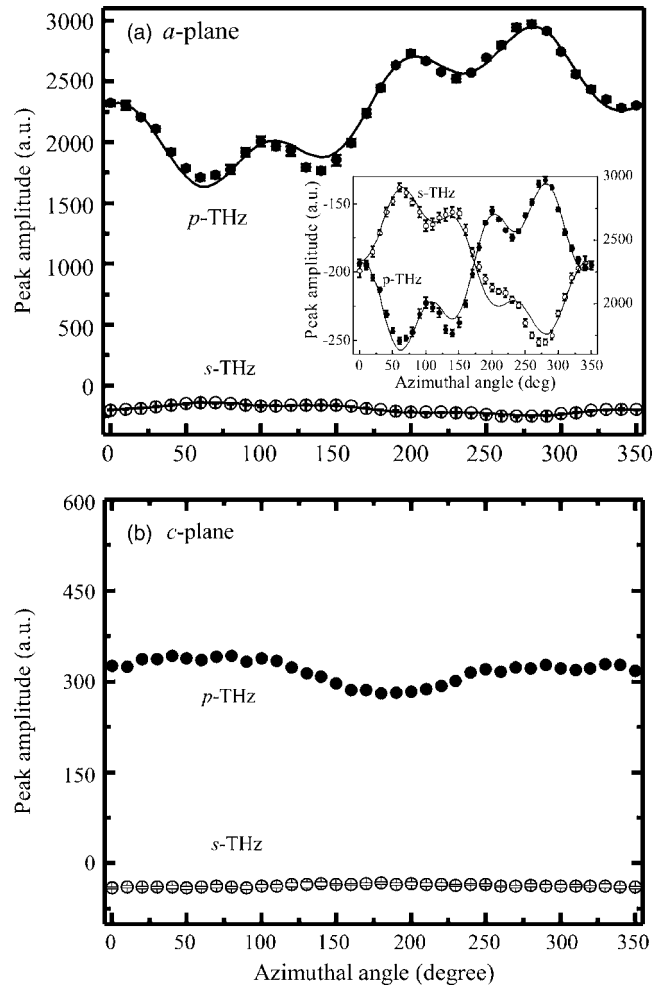 (a) a-plane
3000
2500
2000
1500
1000
500
0
Peak amplitude (a.u.)
p-THz
s-THz
0 50 100 150 200 250 300 350
-150
-200
-250
Peak amplitude (a.u.)
s-THz
p-THz
3000
2500
2000
0 50 100 150 200 250 300 350
Azimuthal angle (deg)
(b) c-plane
600
450
300
150
0
Peak amplitude (a.u.)
p-THz
s-THz
0 50 100 150 200 250 300 350
Azimuthal angle (degree)